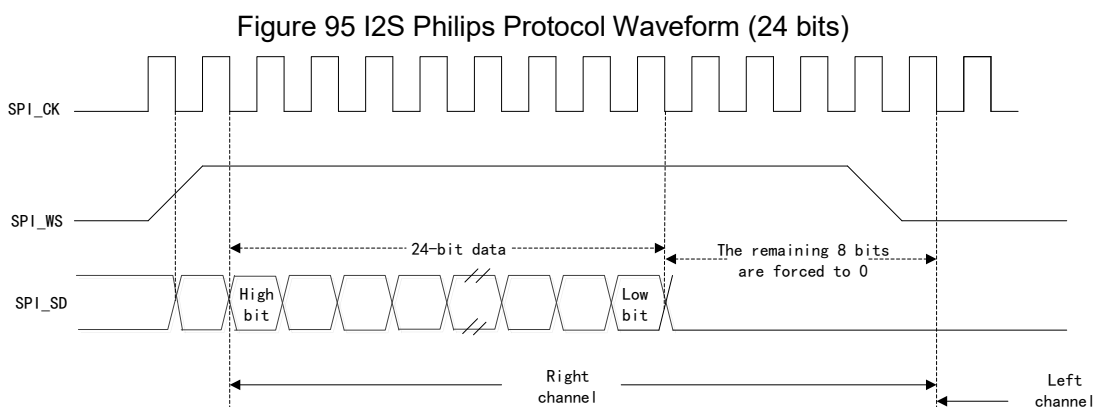 Figure 95 I2S Philips Protocol Waveform (24 bits)
SPI_CK
SPI_WS
24-bit data
The remaining 8 bits
are forced to 0
SPI_SD
High
bit
Low
bit
Right
channel
Left
channel